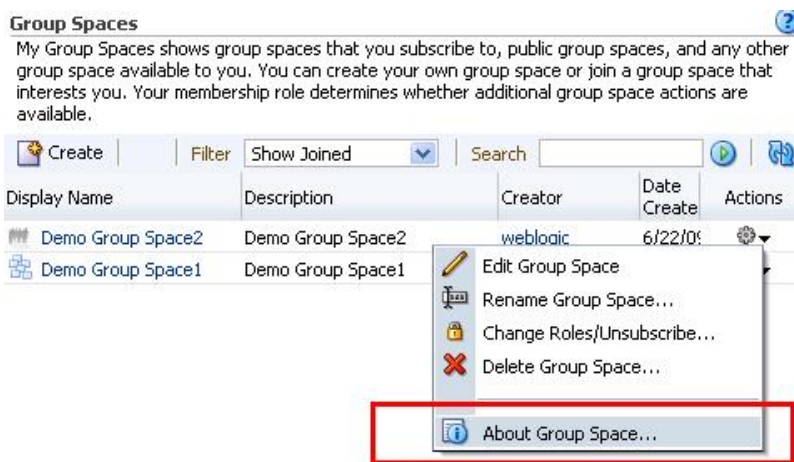 Group Spaces
My Group Spaces shows group spaces that you subscribe to, public group spaces, and any other
group space available to you. You can create your own group space or join a group space that
interests you. Your membership role determines whether additional group space actions are
available.
Create Filter Show Joined Search
Display Name Description Creator Date Create Actions
Demo Group Space2 Demo Group Space2 weblogic 6/22/0
Demo Group Space1 Demo Group Space1
Edit Group Space
Rename Group Space...
Change Roles/Unsubscribe...
Delete Group Space...
About Group Space...